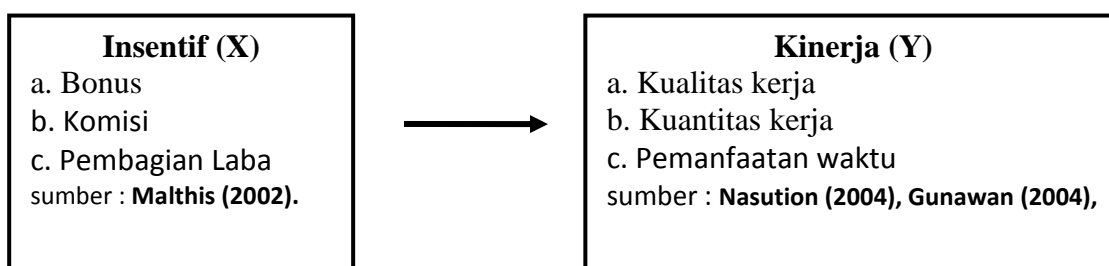 Insentif (X)
a. Bonus
b. Komisi
c. Pembagian Laba
sumber : Malthis (2002).
Kinerja (Y)
a. Kualitas kerja
b. Kuantitas kerja
c. Pemanfaatan waktu
sumber : Nasution (2004), Gunawan (2004),